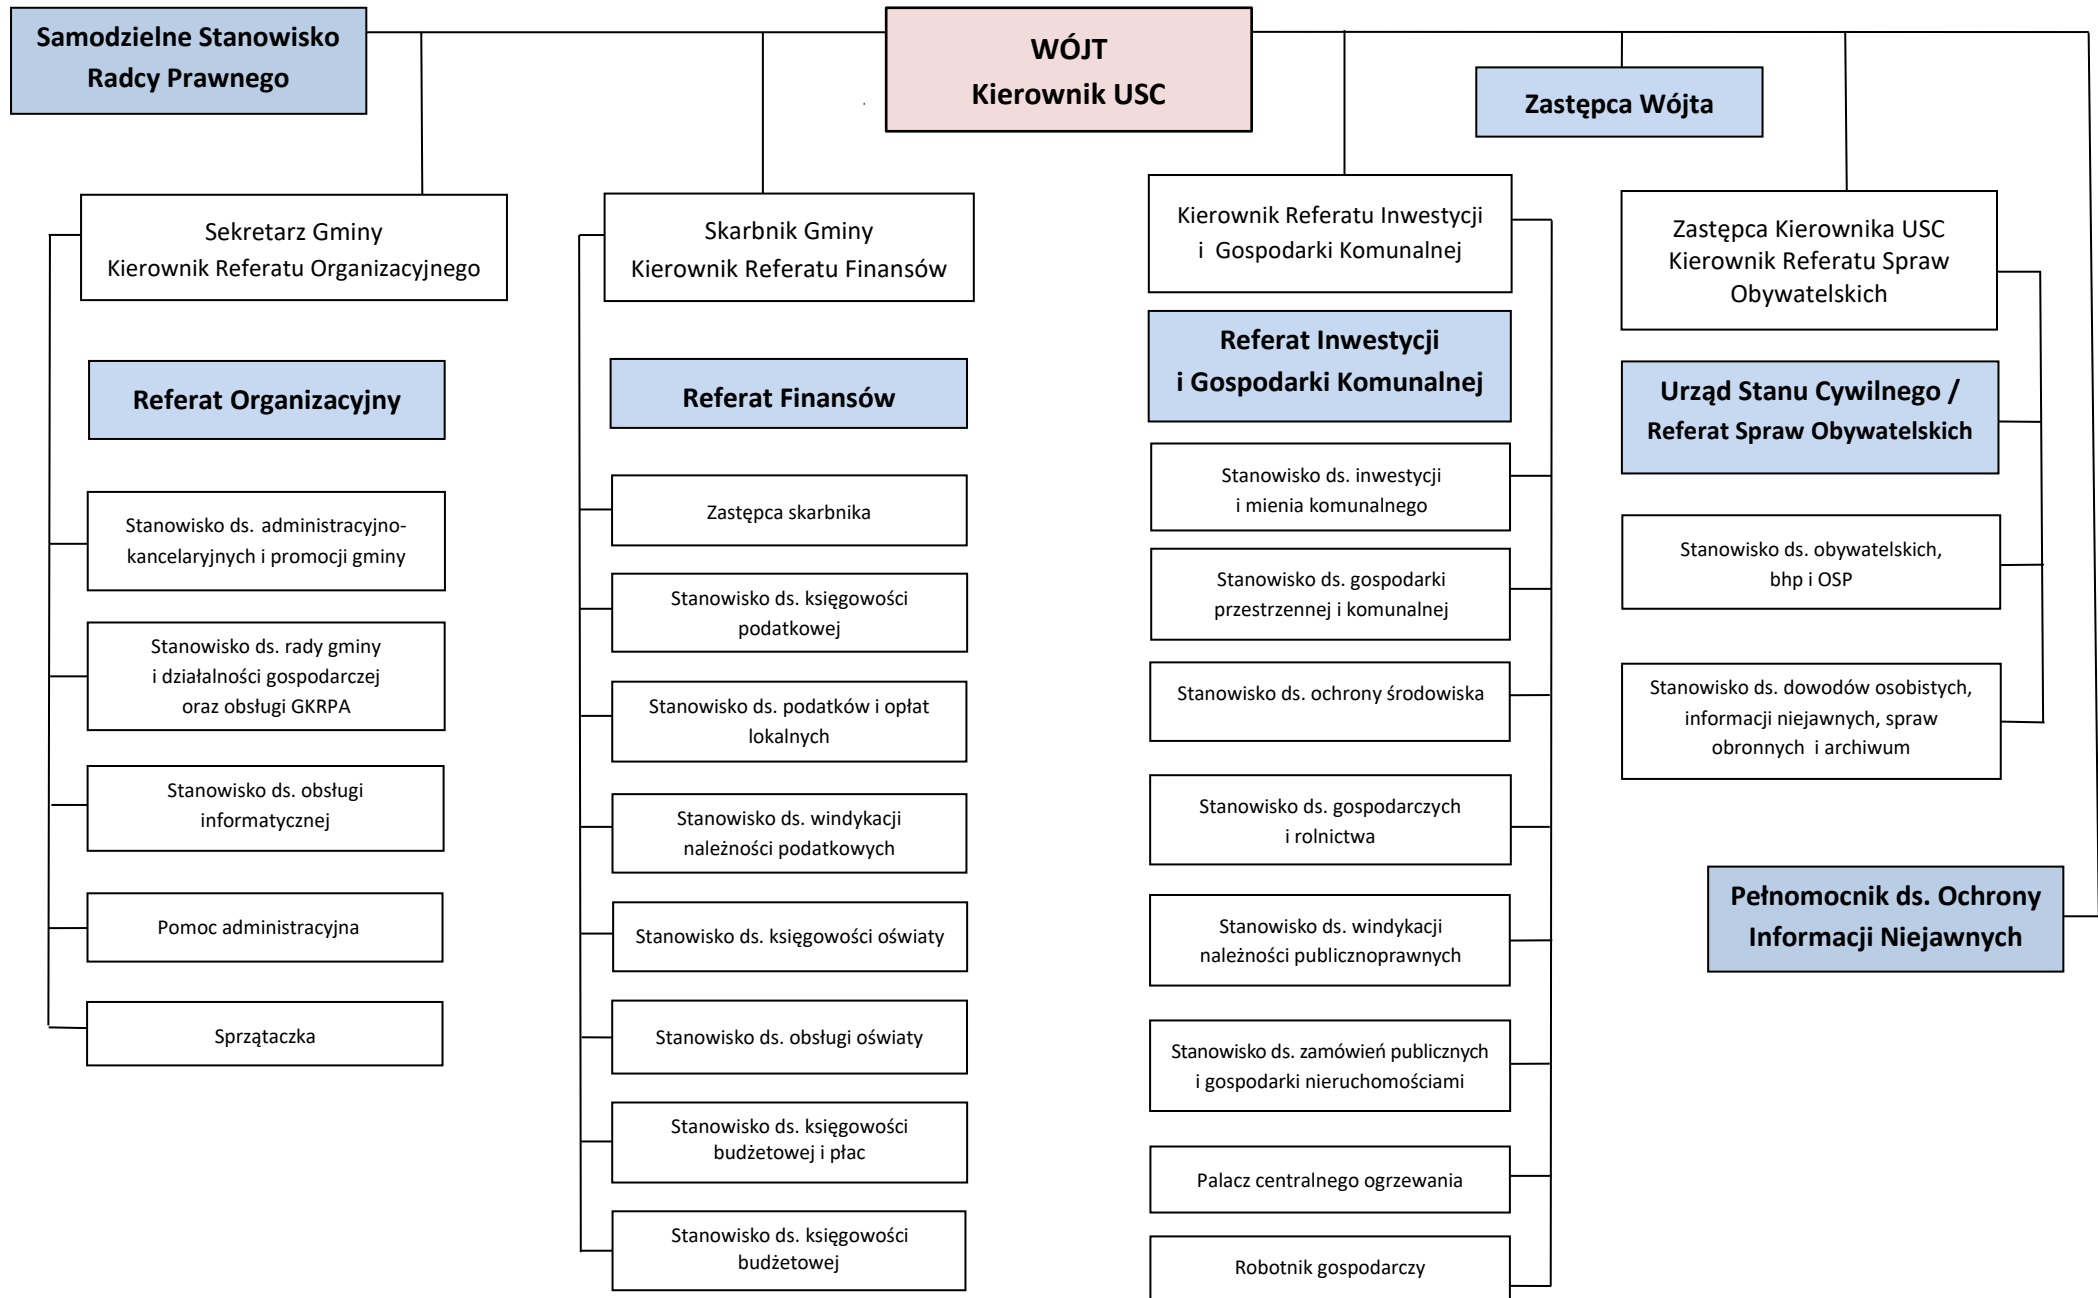 Samodzielne Stanowisko
Radcy Prawnego
WÓJT
Kierownik USC
Zastępca Wójta
Sekretarz Gminy
Kierownik Referatu Organizacyjnego
Referat Organizacyjny
Stanowisko ds. administracyjno-
kancelaryjnych i promocji gminy
Stanowisko ds. rady gminy
i działalności gospodarczej
oraz obsługi GKRPA
Stanowisko ds. obsługi
informatycznej
Pomoc administracyjna
Sprzątaczka
Skarbnik Gminy
Kierownik Referatu Finansów
Referat Finansów
Zastępca skarbnika
Stanowisko ds. księgowości
podatkowej
Stanowisko ds. podatków i opłat
lokalnych
Stanowisko ds. windykacji
należności podatkowych
Stanowisko ds. księgowości oświaty
Stanowisko ds. obsługi oświaty
Stanowisko ds. księgowości
budżetowej i płac
Stanowisko ds. księgowości
budżetowej
Kierownik Referatu Inwestycji
i Gospodarki Komunalnej
Referat Inwestycji
i Gospodarki Komunalnej
Stanowisko ds. inwestycji
i mienia komunalnego
Stanowisko ds. gospodarki
przestrzennej i komunalnej
Stanowisko ds. ochrony środowiska
Stanowisko ds. gospodarczych
i rolnictwa
Stanowisko ds. windykacji
należności publicznoprawnych
Stanowisko ds. zamówień publicznych
i gospodarki nieruchomościami
Palacz centralnego ogrzewania
Robotnik gospodarczy
Zastępca Kierownika USC
Kierownik Referatu Spraw
Obywatelskich
Urząd Stanu Cywilnego /
Referat Spraw Obywatelskich
Stanowisko ds. obywatelskich,
bhp i OSP
Stanowisko ds. dowodów osobistych,
informacji niejawnych, spraw
obronnych i archiwum
Pełnomocnik ds. Ochrony
Informacji Niejawnych